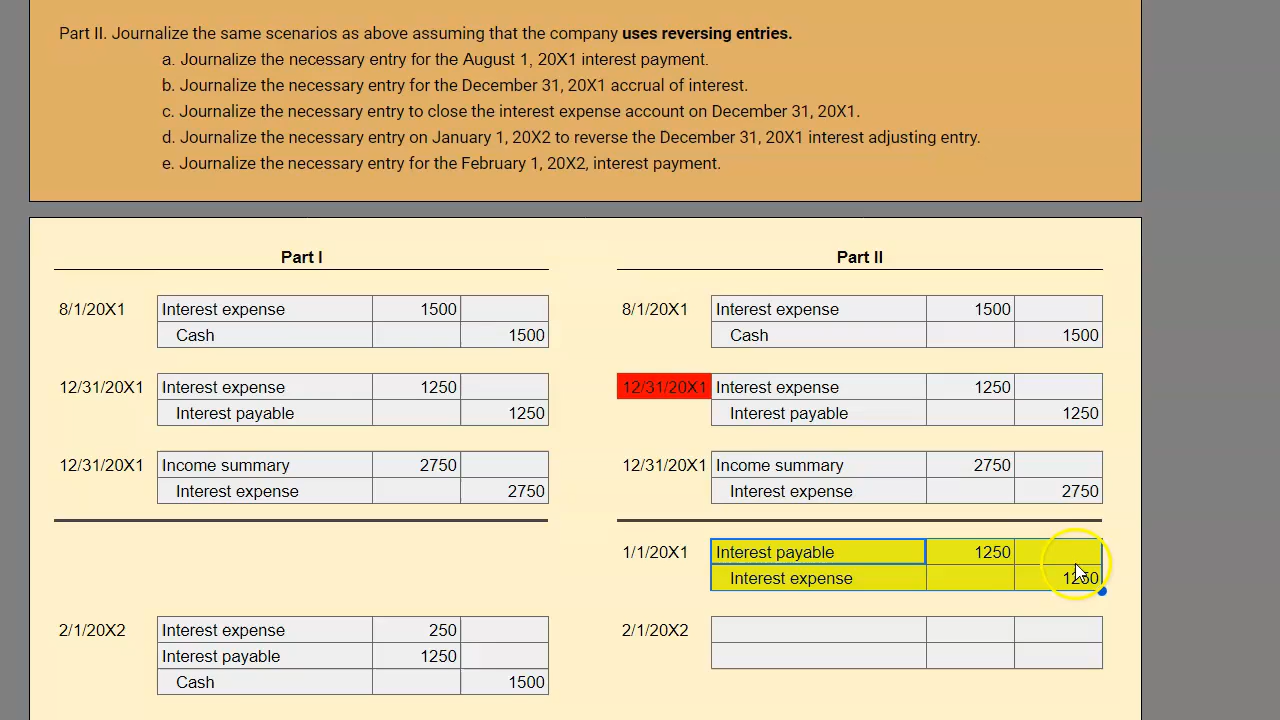 Part II. Journalize the same scenarios as above assuming that the company uses reversing entries.
a. Journalize the necessary entry for the August 1, 20X1 interest payment.
b. Journalize the necessary entry for the December 31, 20X1 accrual of interest.
c. Journalize the necessary entry to close the interest expense account on December 31, 20X1.
d. Journalize the necessary entry on January 1, 20X2 to reverse the December 31, 20X1 interest adjusting entry.
e. Journalize the necessary entry for the February 1, 20X2, interest payment.
Part I
8/1/20X1 Interest expense 1500
Cash 1500
12/31/20X1 Interest expense 1250
Interest payable 1250
12/31/20X1 Income summary 2750
Interest expense 2750
2/1/20X2 Interest expense 250
Interest payable 1250
Cash 1500
Part II
8/1/20X1 Interest expense 1500
Cash 1500
12/31/20X1 Interest expense 1250
Interest payable 1250
12/31/20X1 Income summary 2750
Interest expense 2750
1/1/20X1 Interest payable 1250
Interest expense 1250
2/1/20X2